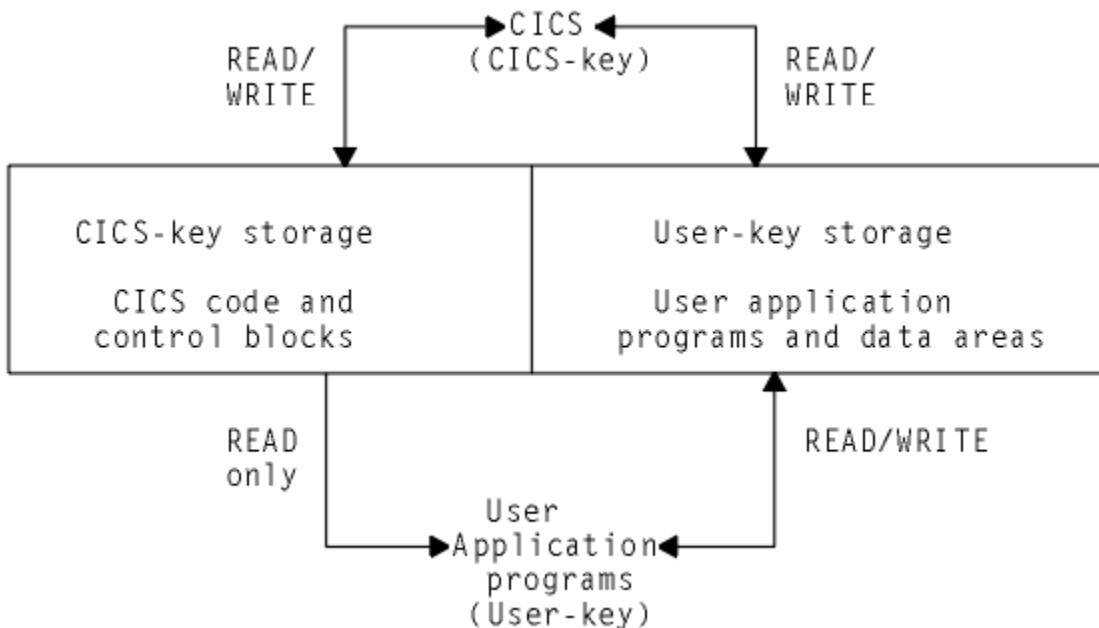 CICS
(CICS-key)
READ/
WRITE
READ/
WRITE
CICS-key storage
CICS code and
control blocks
User-key storage
User application
programs and data areas
READ
only
READ/WRITE
User
Application
programs
(User-key)